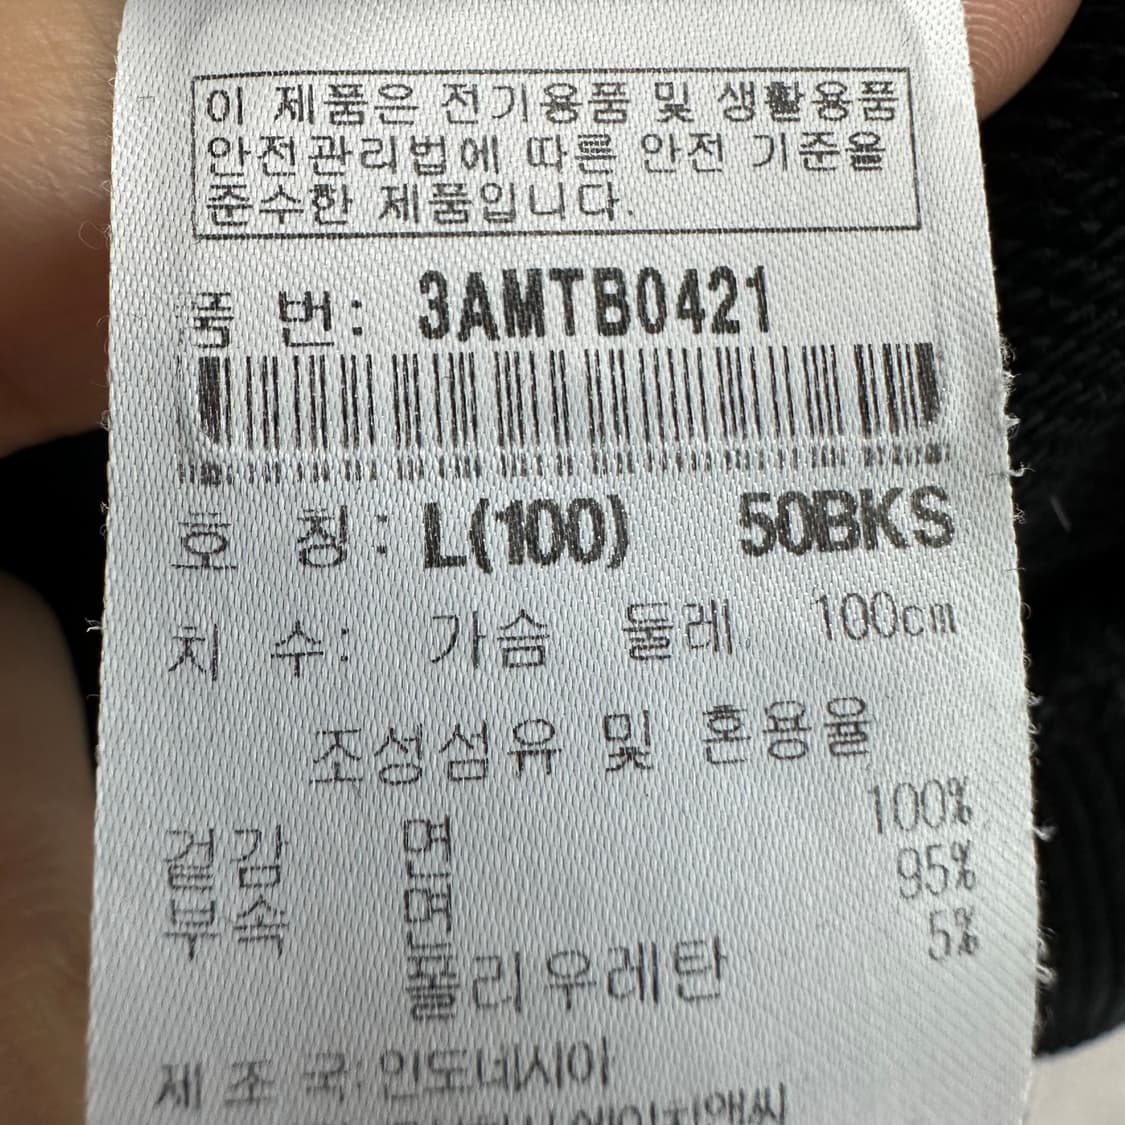 이 제품은 전기용품 및 생활용품
안전관리법에 따른 안전 기준을
준수한 제품입니다.
품 번: 3AMTB0421
호 칭: L(100) 50BKS
치 수: 가슴 둘레 100cm
조성섬유 및 혼용율
겉감 면 100%
부속 면 95%
폴리우레탄 5%
제 조 국: 인도네시아